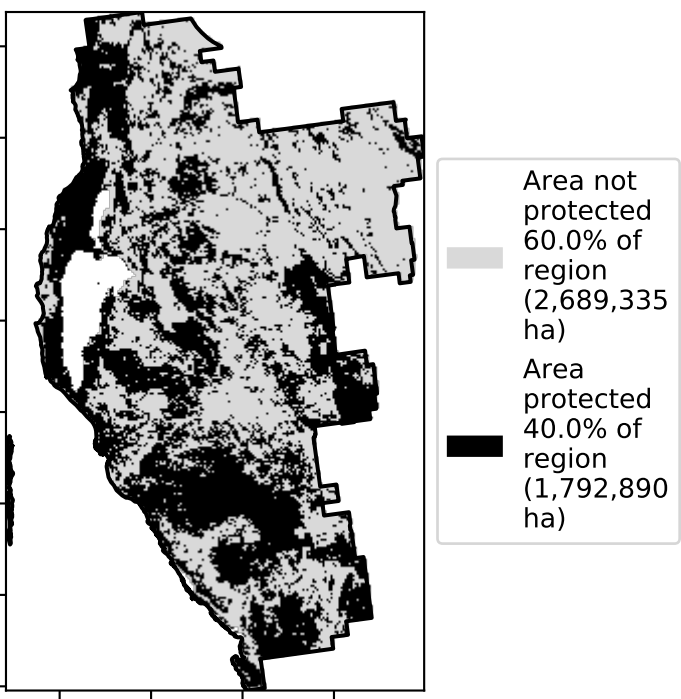 Area not
protected
60.0% of
region
(2,689,335
ha)
Area
protected
40.0% of
region
(1,792,890
ha)